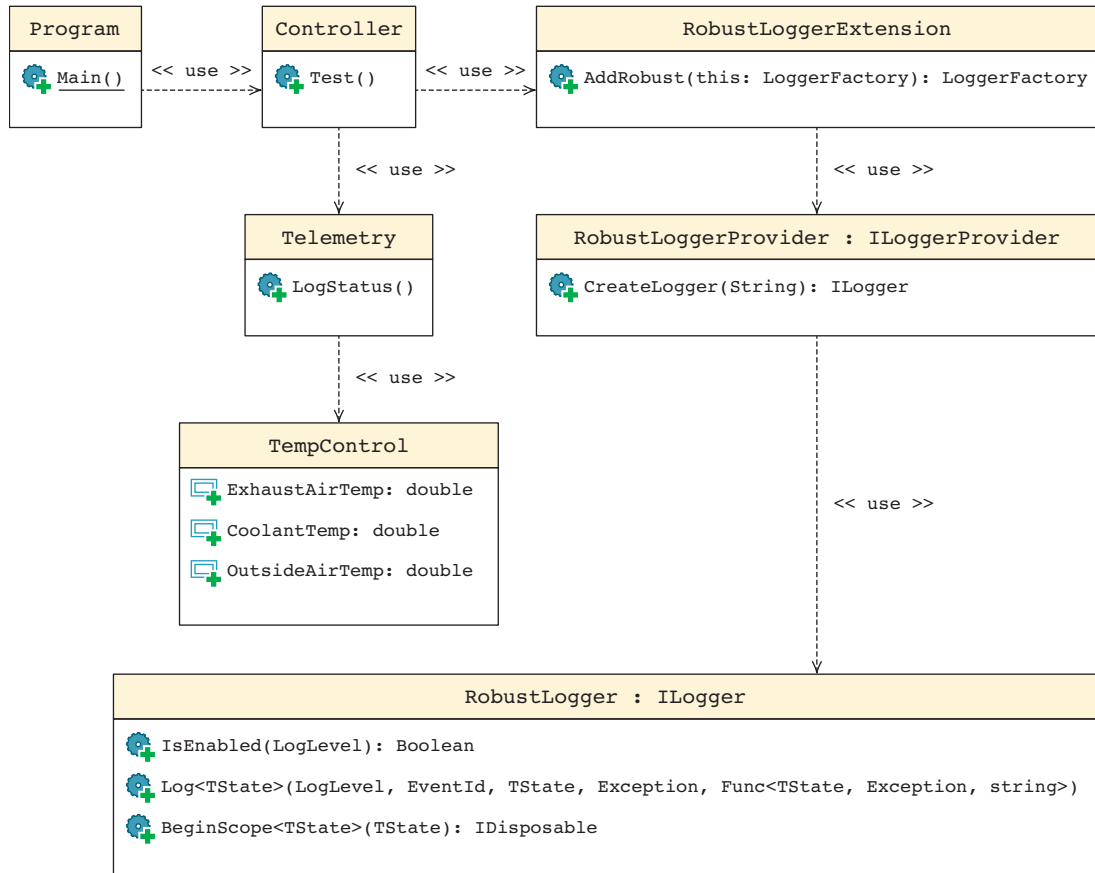 Program
Main()
<< use >>
Controller
Test()
<< use >>
RobustLoggerExtension
AddRobust(this: LoggerFactory): LoggerFactory
<< use >>
<< use >>
Telemetry
LogStatus()
RobustLoggerProvider : ILoggerProvider
CreateLogger(String): ILogger
<< use >>
TempControl
ExhaustAirTemp: double
CoolantTemp: double
OutsideAirTemp: double
<< use >>
RobustLogger : ILogger
IsEnabled(LogLevel): Boolean
Log<TState>(LogLevel, EventId, TState, Exception, Func<TState, Exception, string>)
BeginScope<TState>(TState): IDisposable